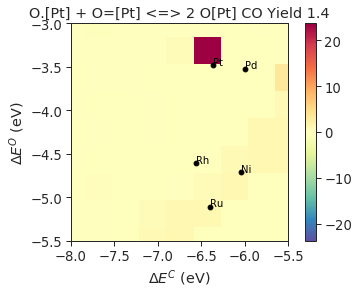 O.[Pt] + O=[Pt] <=> 2 O[Pt] CO Yield 1.4
−3.0
−3.5
−4.0
−4.5
−5.0
−5.5
ΔE^O (eV)
Pt
Pd
Rh
Ni
Ru
−8.0 −7.5 −7.0 −6.5 −6.0 −5.5
ΔE^C (eV)
20
10
0
−10
−20